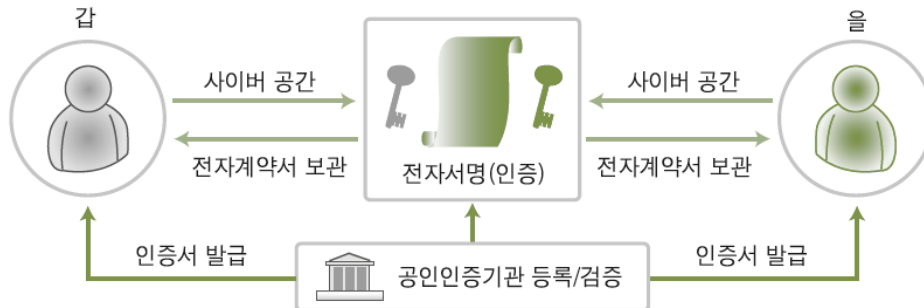 갑
을
사이버 공간
사이버 공간
전자계약서 보관
전자서명(인증)
전자계약서 보관
인증서 발급
공인인증기관 등록/검증
인증서 발급